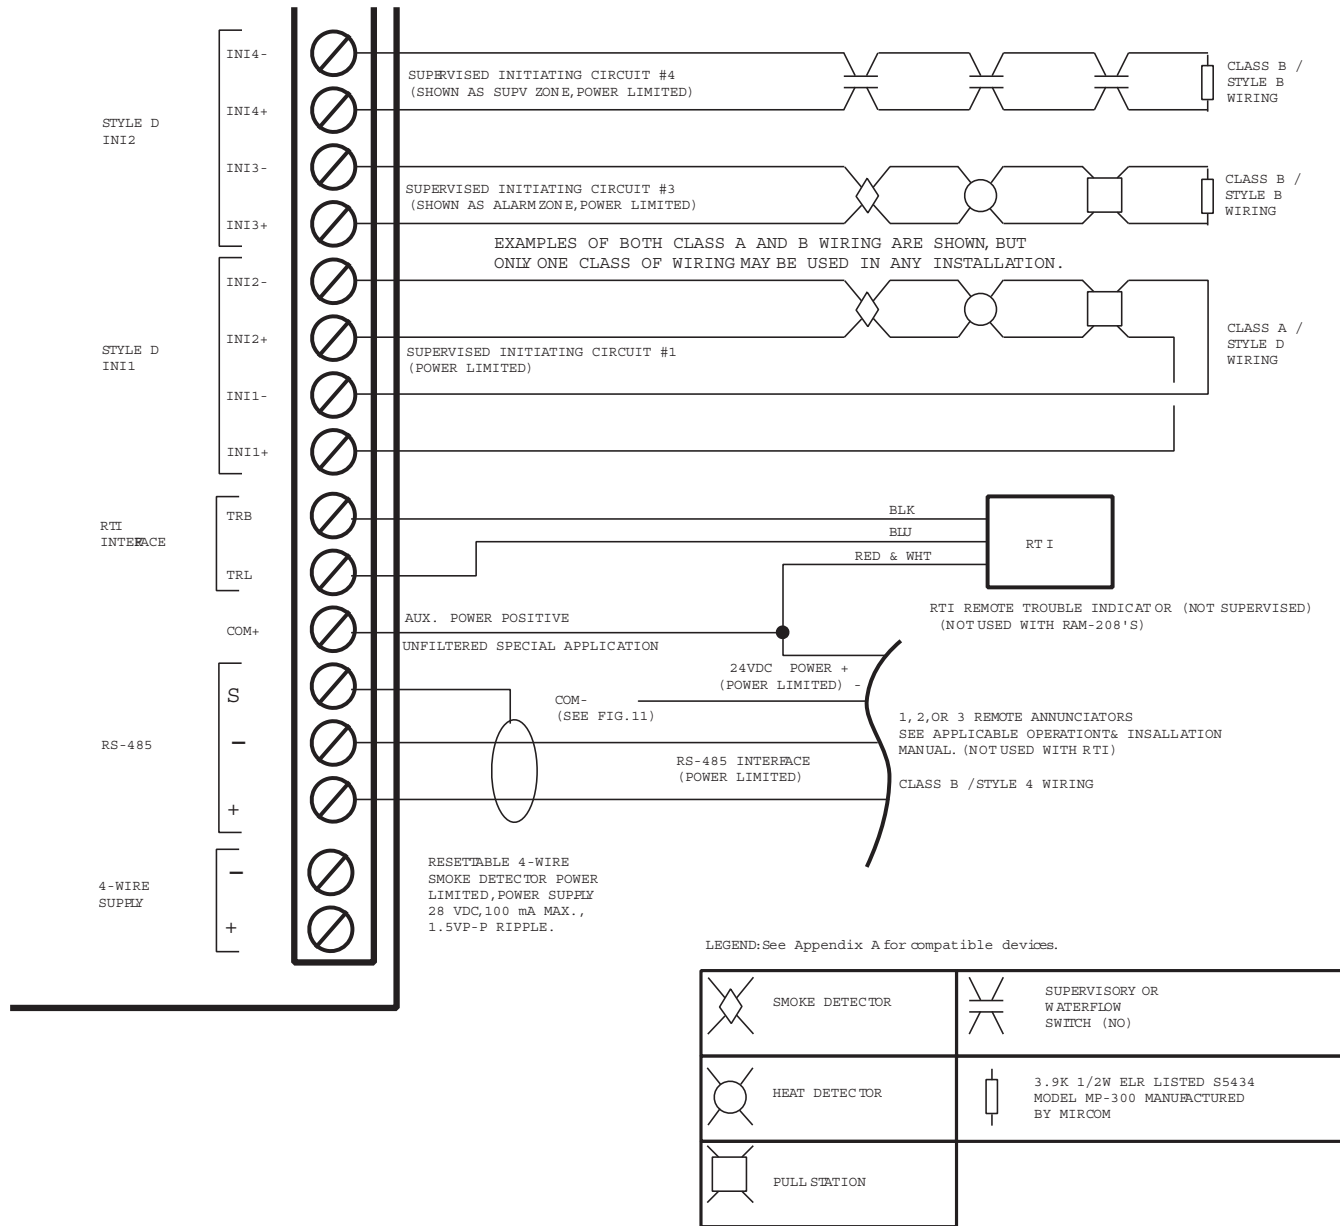 INI4-
SUPERVISED INITIATING CIRCUIT #4
(SHOWN AS SUPV ZONE, POWER LIMITED)
CLASS B /
STYLE B
WIRING
INI4+
STYLE D
INI2
INI3-
SUPERVISED INITIATING CIRCUIT #3
(SHOWN AS ALARM ZONE, POWER LIMITED)
CLASS B /
STYLE B
WIRING
INI3+
EXAMPLES OF BOTH CLASS A AND B WIRING ARE SHOWN, BUT
ONLY ONE CLASS OF WIRING MAY BE USED IN ANY INSTALLATION.
INI2-
INI2+
STYLE D
INI1
SUPERVISED INITIATING CIRCUIT #1
(POWER LIMITED)
CLASS A /
STYLE D
WIRING
INI1-
INI1+
RTI
INTERFACE
TRB
BLK
BLU
RED & WHT
RTI
TRL
RTI REMOTE TROUBLE INDICATOR (NOT SUPERVISED)
(NOT USED WITH RAM-208'S)
COM+
AUX. POWER POSITIVE
UNFILTERED SPECIAL APPLICATION
24VDC POWER +
(POWER LIMITED) -
S
COM-
(SEE FIG.11)
1, 2, OR 3 REMOTE ANNUNCIATORS
SEE APPLICABLE OPERATIONT & INSALLATION
MANUAL. (NOT USED WITH RTI)
RS-485
-
RS-485 INTERFACE
(POWER LIMITED)
CLASS B / STYLE 4 WIRING
+
4-WIRE
SUPPLY
-
+
RESETTABLE 4-WIRE
SMOKE DETECTOR POWER
LIMITED, POWER SUPPLY
28 VDC, 100 mA MAX.,
1.5VP-P RIPPLE.
LEGEND: See Appendix A for compatible devices.
SMOKE DETECTOR
SUPERVISORY OR
WATERFLOW
SWITCH (NO)
HEAT DETECTOR
3.9K 1/2W ELR LISTED S5434
MODEL MP-300 MANUFACTURED
BY MIRCOM
PULL STATION